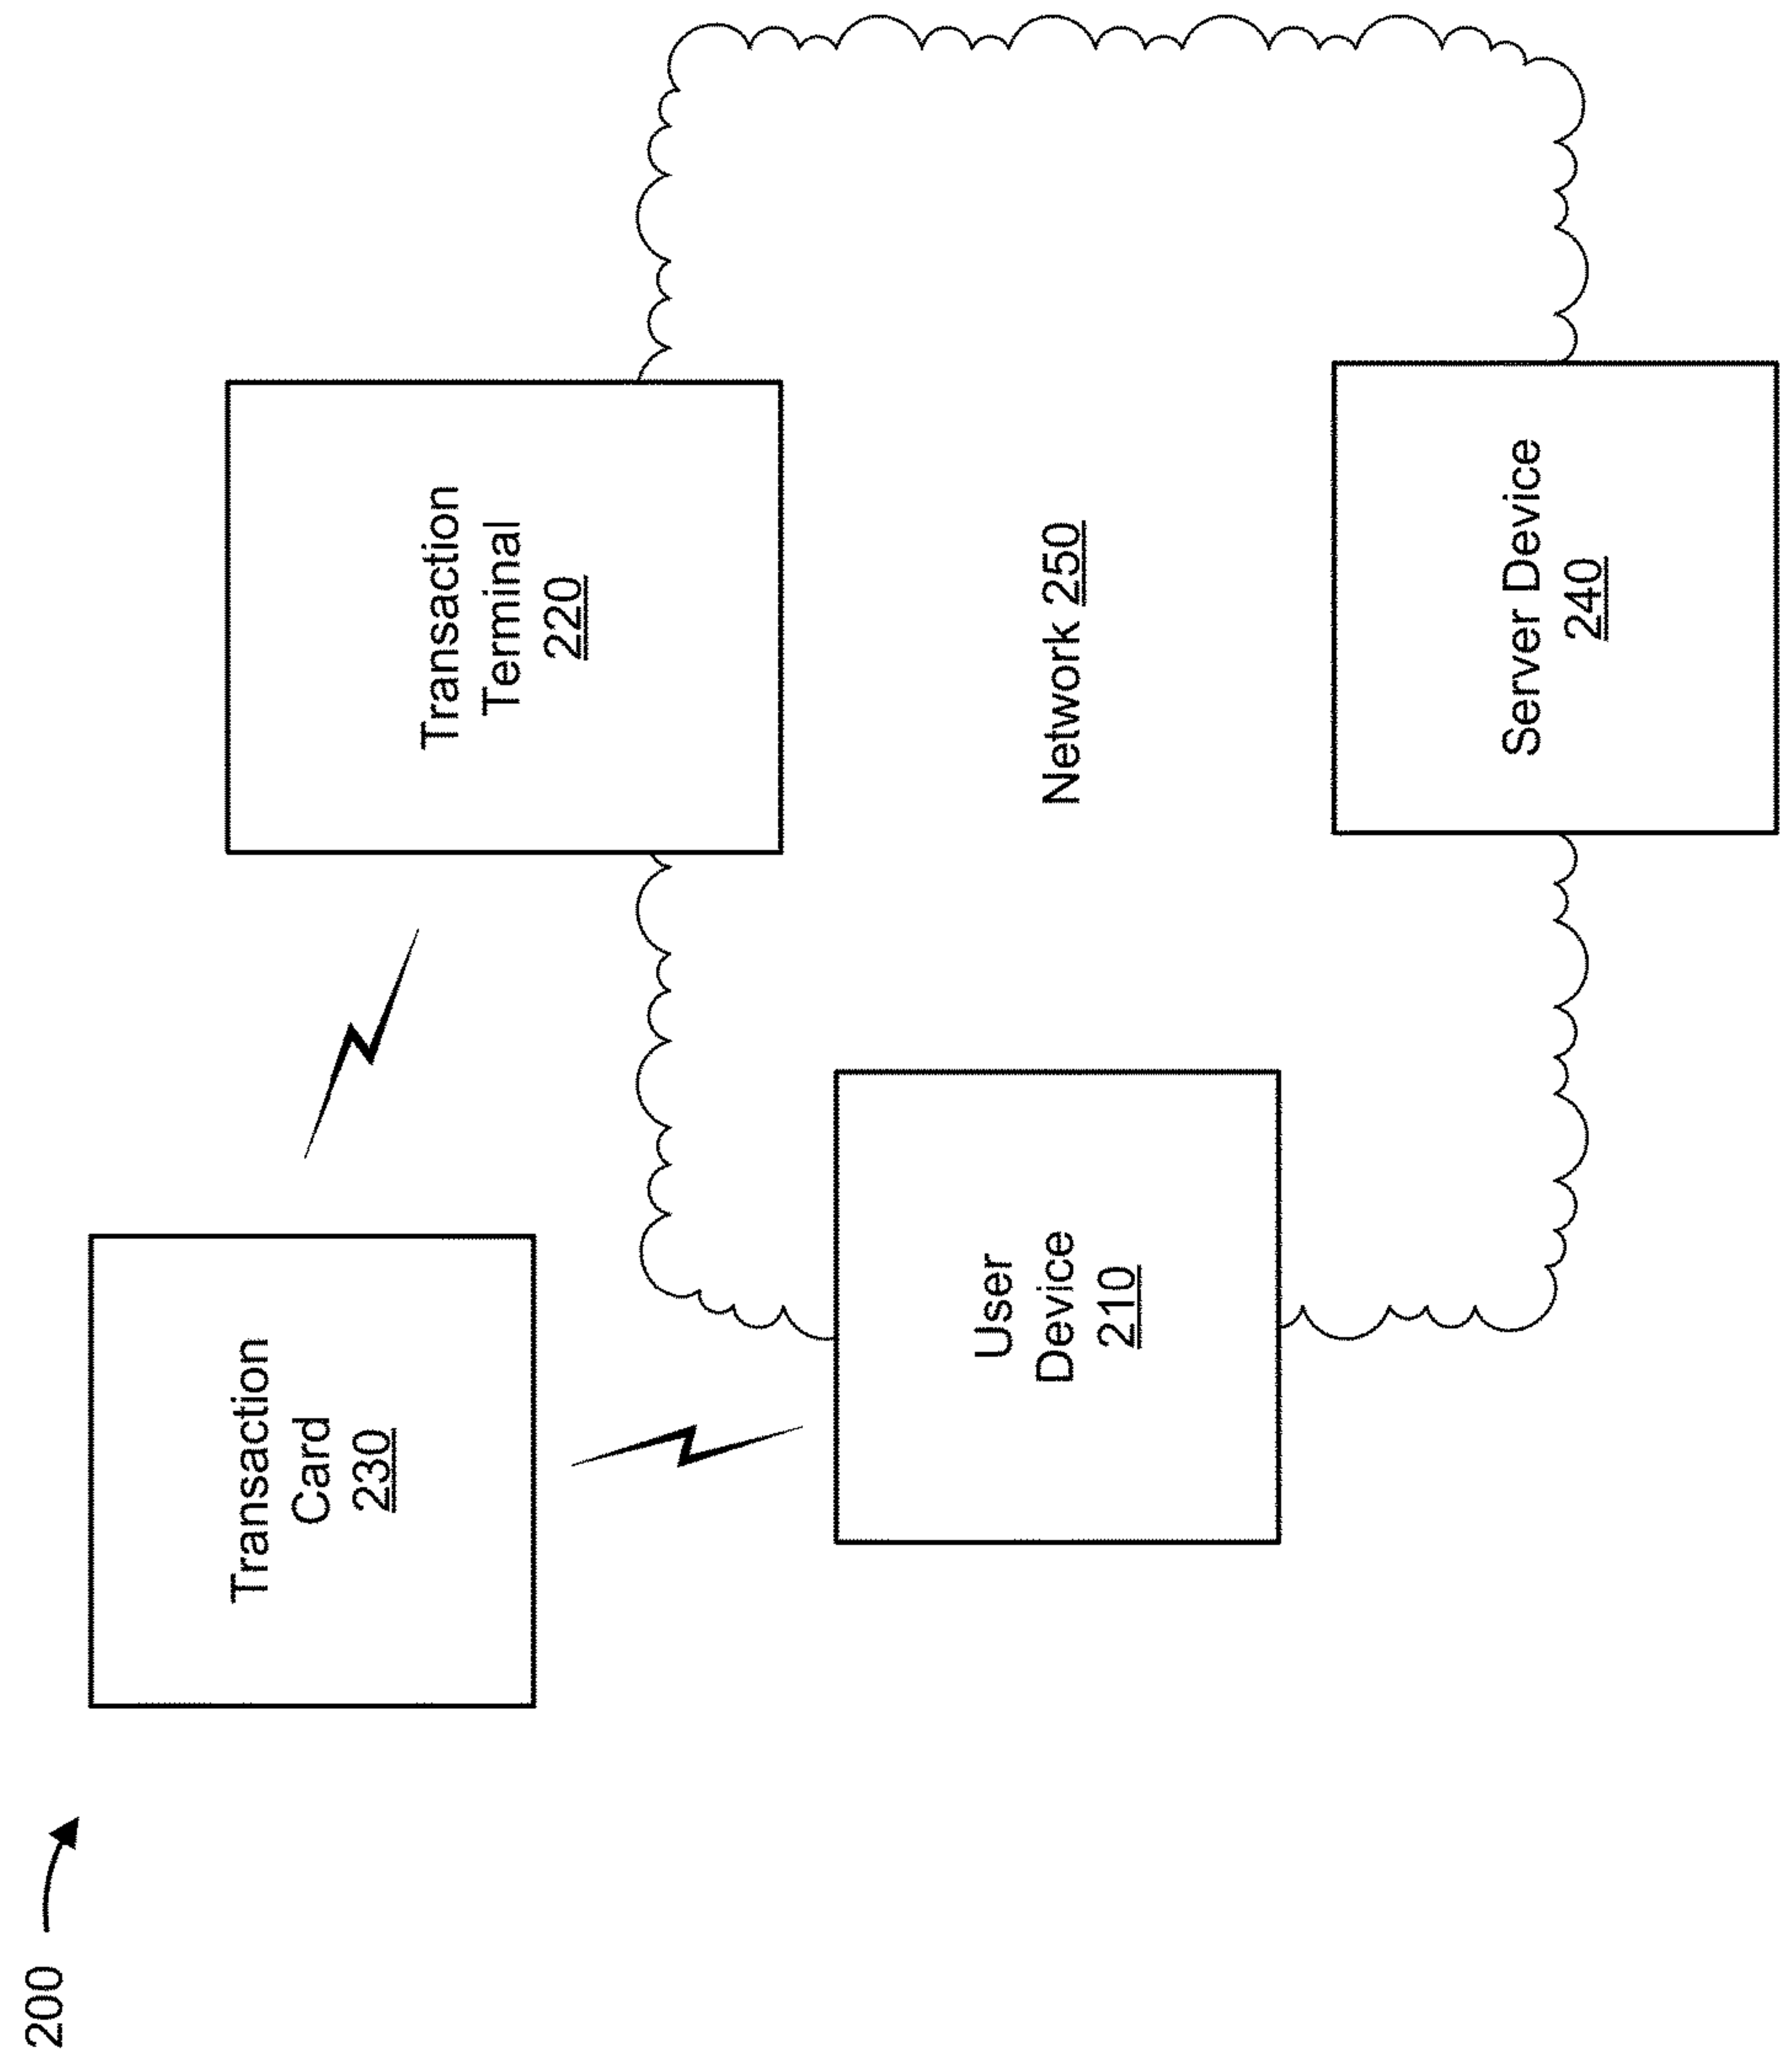 200
Transaction
Card
230
Transaction
Terminal
220
User
Device
210
Network 250
Server Device
240